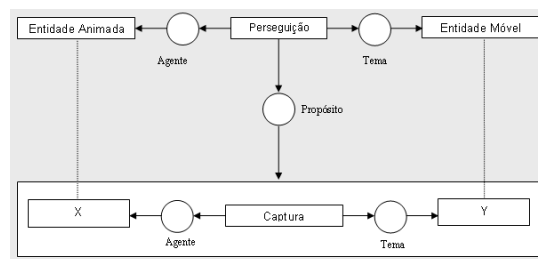 Entidade Animada
Perseguição
Entidade Móvel
Agente
Tema
Propósito
X
Captura
Y
Agente
Tema